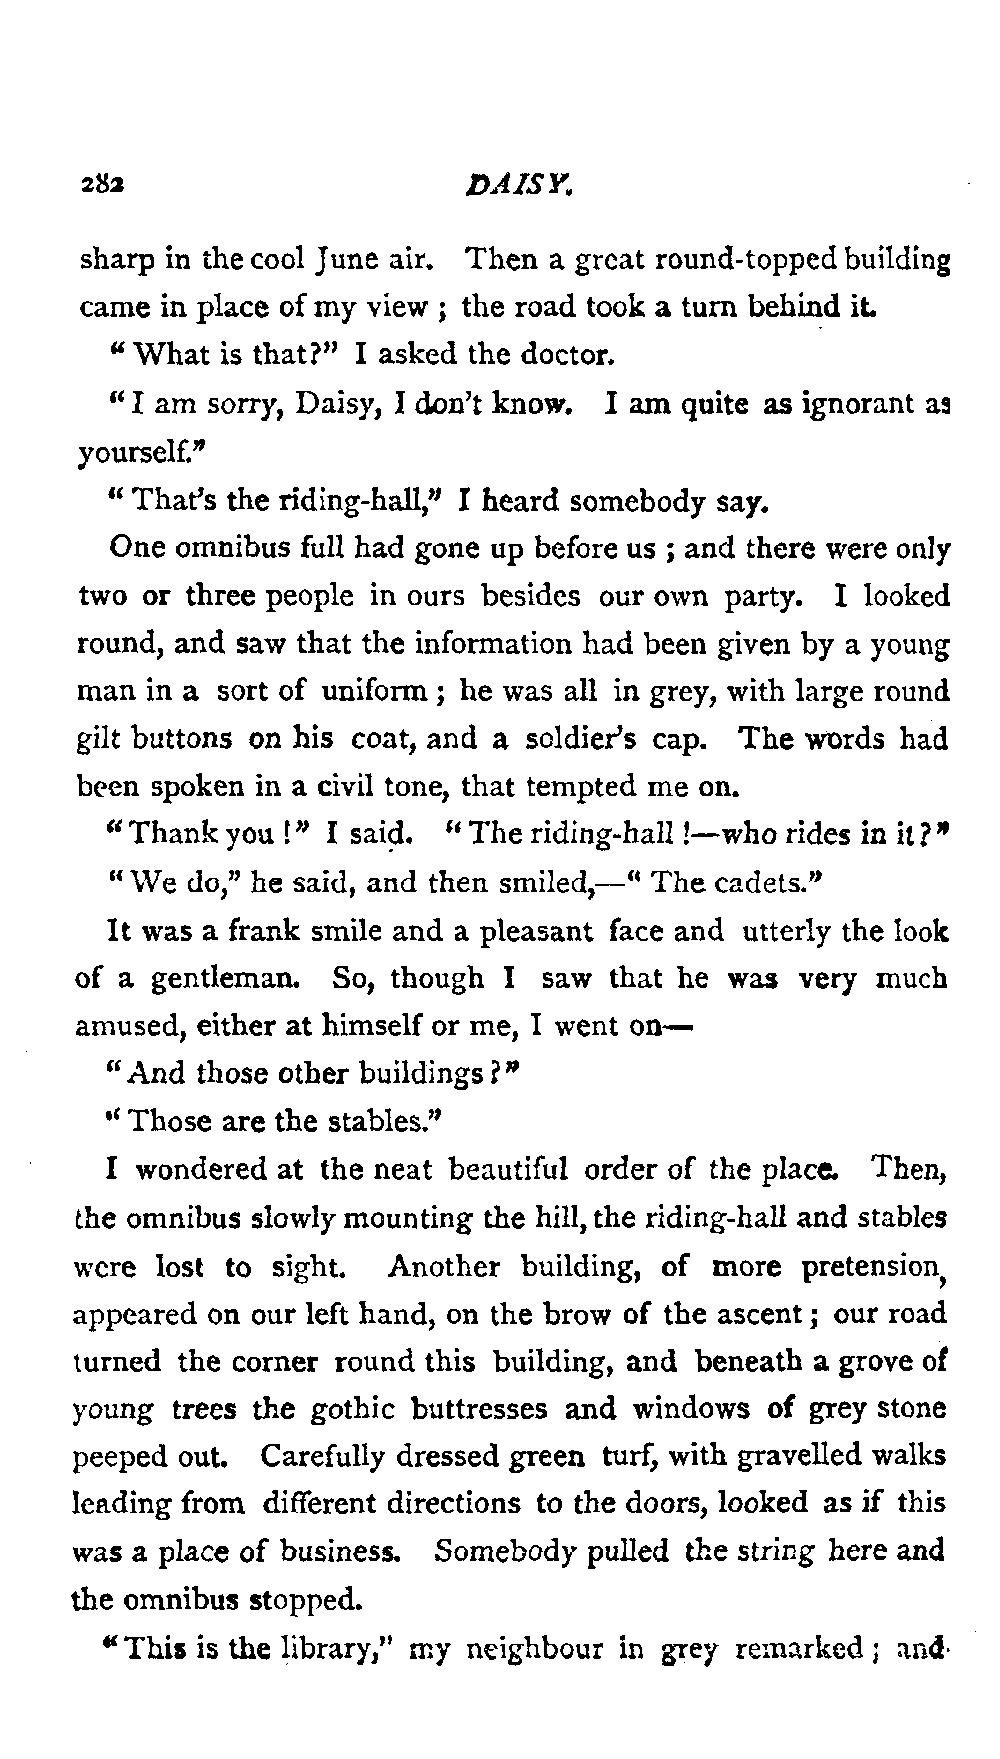 282 DAISY.
sharp in the cool June air. Then a great round-topped building
came in place of my view ; the road took a turn behind it.
“ What is that?” I asked the doctor.
“ I am sorry, Daisy, I don’t know. I am quite as ignorant as
yourself.”
“ That’s the riding-hall,” I heard somebody say.
One omnibus full had gone up before us ; and there were only
two or three people in ours besides our own party. I looked
round, and saw that the information had been given by a young
man in a sort of uniform ; he was all in grey, with large round
gilt buttons on his coat, and a soldier’s cap. The words had
been spoken in a civil tone, that tempted me on.
“ Thank you !” I said. “ The riding-hall !—who rides in it ?”
“ We do,” he said, and then smiled,—“ The cadets.”
It was a frank smile and a pleasant face and utterly the look
of a gentleman. So, though I saw that he was very much
amused, either at himself or me, I went on—
“ And those other buildings ?”
“ Those are the stables.”
I wondered at the neat beautiful order of the place. Then,
the omnibus slowly mounting the hill, the riding-hall and stables
were lost to sight. Another building, of more pretension,
appeared on our left hand, on the brow of the ascent ; our road
turned the corner round this building, and beneath a grove of
young trees the gothic buttresses and windows of grey stone
peeped out. Carefully dressed green turf, with gravelled walks
leading from different directions to the doors, looked as if this
was a place of business. Somebody pulled the string here and
the omnibus stopped.
“ This is the library,” my neighbour in grey remarked ; and